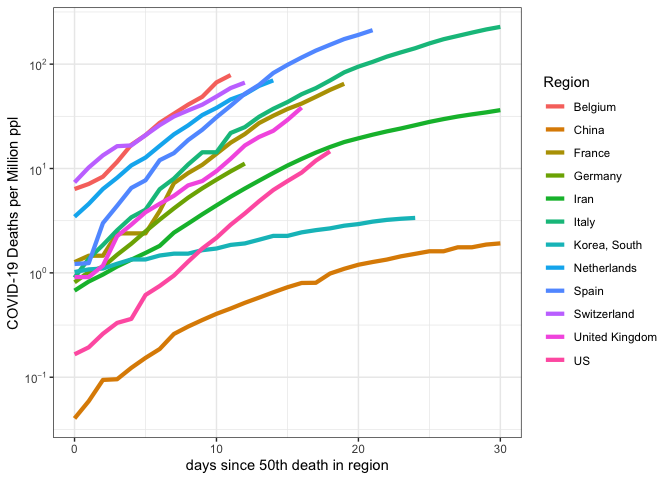 COVID-19 Deaths per Million ppl
10²
10¹
10⁰
10⁻¹
0 10 20 30
days since 50th death in region
Region
Belgium
China
France
Germany
Iran
Italy
Korea, South
Netherlands
Spain
Switzerland
United Kingdom
US